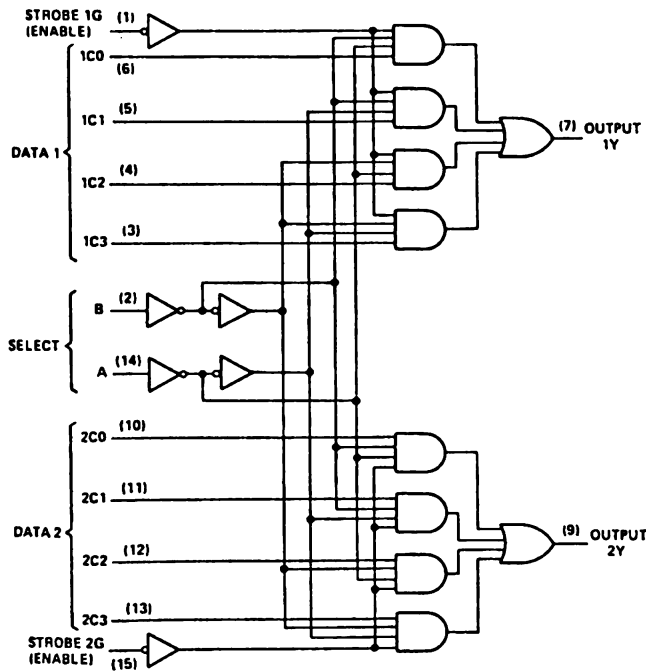 STROBE 1G (1)
(ENABLE)
1C0
(6)
1C1 (5)
DATA 1
1C2 (4)
1C3 (3)
(7) OUTPUT
1Y
B (2)
SELECT
A (14)
2C0 (10)
2C1 (11)
DATA 2
2C2 (12)
2C3 (13)
(9) OUTPUT
2Y
STROBE 2G
(ENABLE) (15)